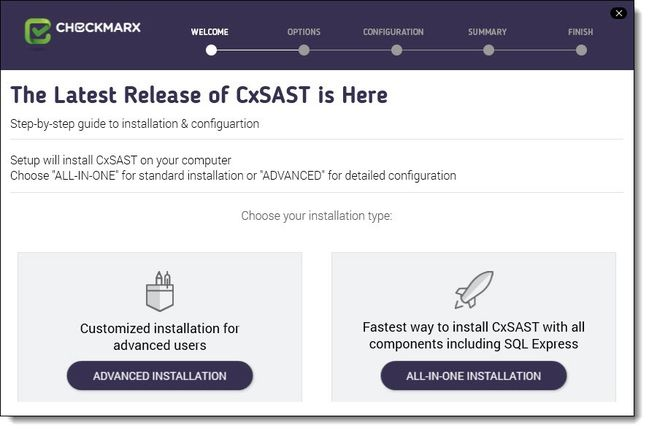 CHECKMARX
WELCOME OPTIONS CONFIGURATION SUMMARY FINISH
The Latest Release of CxSAST is Here
Step-by-step guide to installation & configuartion
Setup will install CxSAST on your computer
Choose "ALL-IN-ONE" for standard installation or "ADVANCED" for detailed configuration
Choose your installation type:
Customized installation for
advanced users
ADVANCED INSTALLATION
Fastest way to install CxSAST with all
components including SQL Express
ALL-IN-ONE INSTALLATION